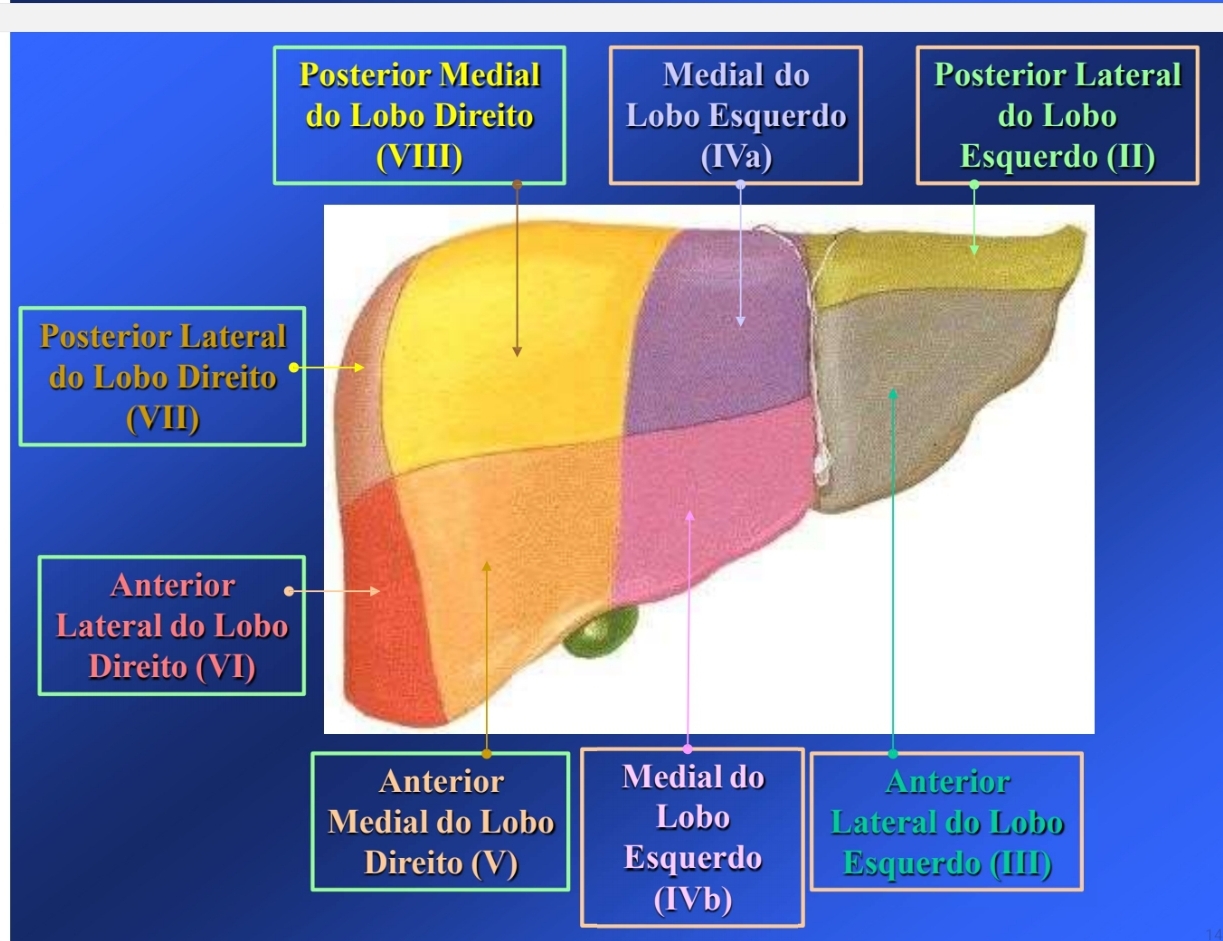 Posterior Medial
do Lobo Direito
(VIII)
Medial do
Lobo Esquerdo
(IVa)
Posterior Lateral
do Lobo
Esquerdo (II)
Posterior Lateral
do Lobo Direito
(VII)
Anterior
Lateral do Lobo
Direito (VI)
Anterior
Medial do Lobo
Direito (V)
Medial do
Lobo
Esquerdo
(IVb)
Anterior
Lateral do Lobo
Esquerdo (III)
14